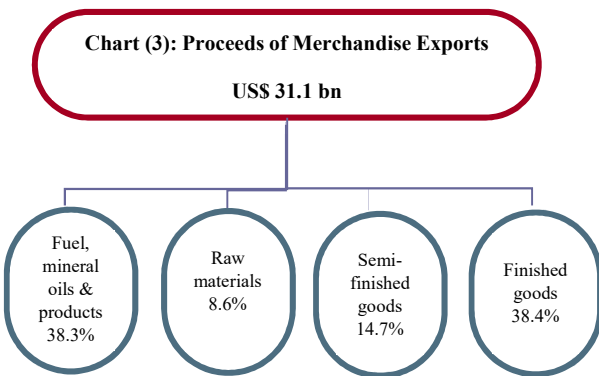 Chart (3): Proceeds of Merchandise Exports
US$ 31.1 bn
Fuel,
mineral
oils &
products
38.3%
Raw
materials
8.6%
Semi-
finished
goods
14.7%
Finished
goods
38.4%